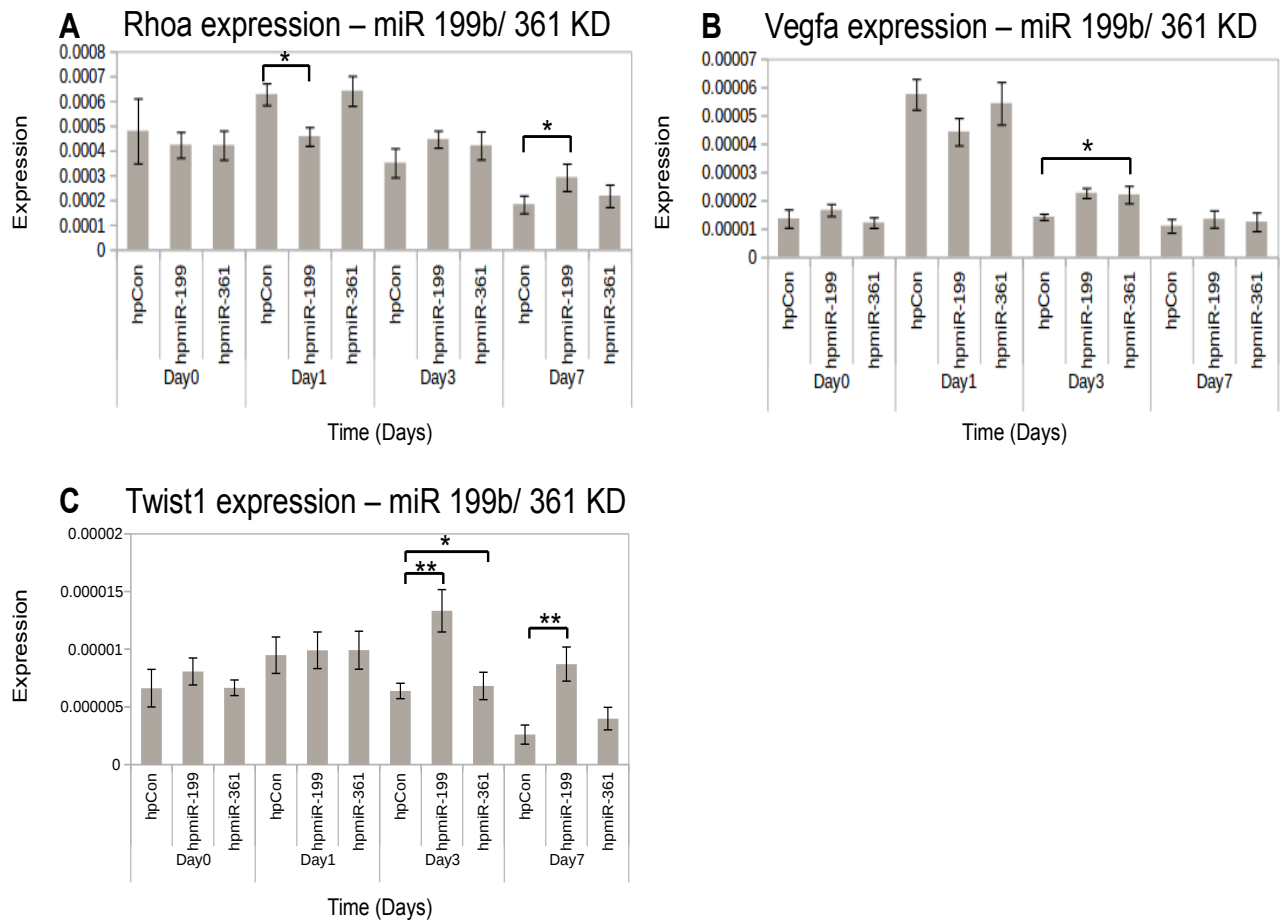 A Rhoa expression – miR 199b/ 361 KD
*
*
0.0008
0.0007
0.0006
0.0005
0.0004
0.0003
0.0002
0.0001
0
Expression
hpCon
hpmiR-199
hpmiR-361
hpCon
hpmiR-199
hpmiR-361
hpCon
hpmiR-199
hpmiR-361
hpCon
hpmiR-199
hpmiR-361
Day0 Day1 Day3 Day7
Time (Days)
B Vegfa expression – miR 199b/ 361 KD
*
0.00007
0.00006
0.00005
0.00004
0.00003
0.00002
0.00001
0
Expression
hpCon
hpmiR-199
hpmiR-361
hpCon
hpmiR-199
hpmiR-361
hpCon
hpmiR-199
hpmiR-361
hpCon
hpmiR-199
hpmiR-361
Day0 Day1 Day3 Day7
Time (Days)
C Twist1 expression – miR 199b/ 361 KD
*
**
**
0.00002
0.000015
0.00001
0.000005
0
Expression
hpCon
hpmiR-199
hpmiR-361
hpCon
hpmiR-199
hpmiR-361
hpCon
hpmiR-199
hpmiR-361
hpCon
hpmiR-199
hpmiR-361
Day0 Day1 Day3 Day7
Time (Days)